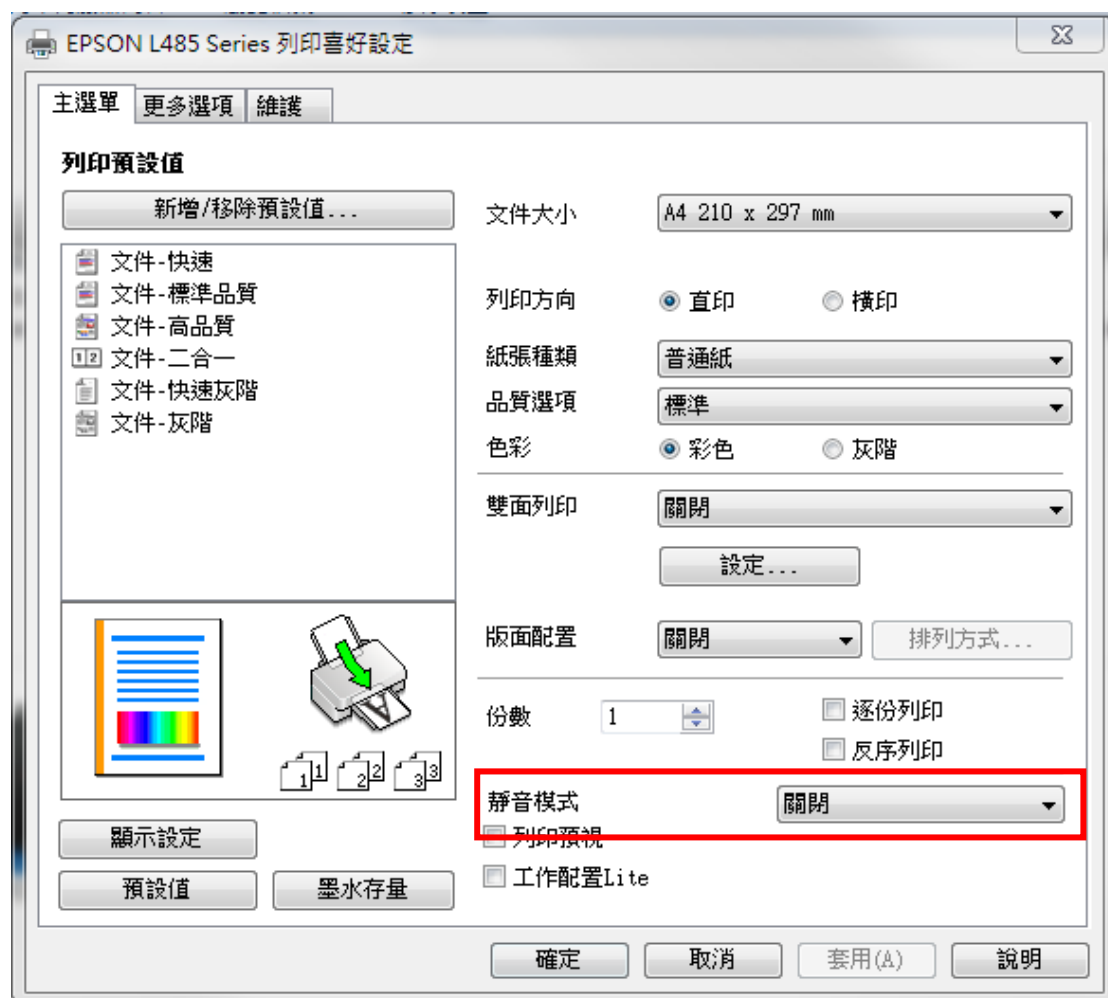 EPSON L485 Series 列印喜好設定
主選單 更多選項 維護
列印預設值
新增/移除預設值...
文件-快速
文件-標準品質
文件-高品質
文件-二合一
文件-快速灰階
文件-灰階
文件大小 A4 210 x 297 mm
列印方向 直印 橫印
紙張種類 普通紙
品質選項 標準
色彩 彩色 灰階
雙面列印 關閉
設定...
版面配置 關閉 排列方式...
份數 1 逐份列印
反序列印
靜音模式 關閉
列印預視
工作配置Lite
1 1 2 2 3 3
顯示設定
預設值 墨水存量
確定 取消 套用(A) 說明